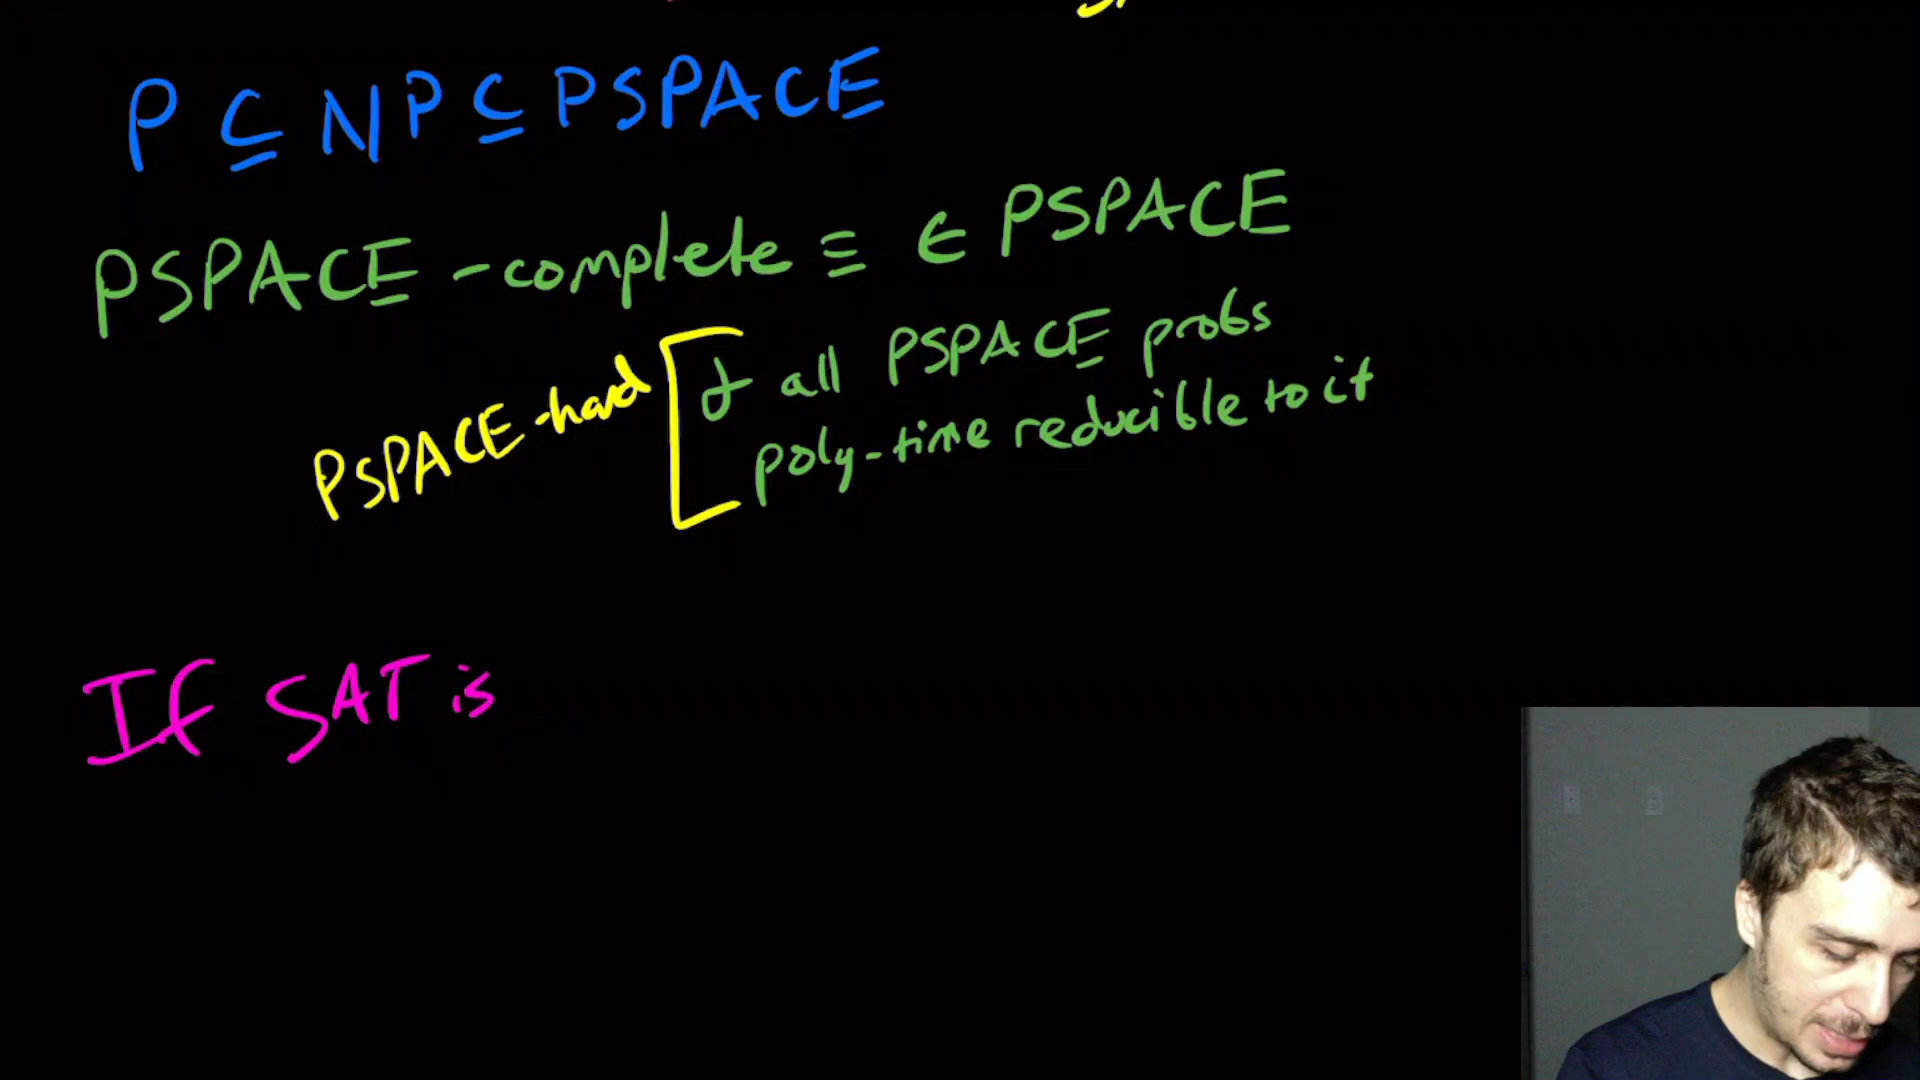 P ⊆ NP ⊆ PSPACE
PSPACE-complete ≡ ∈ PSPACE
& all PSPACE probs
PSPACE-hard
poly-time reducible to it
If SAT is